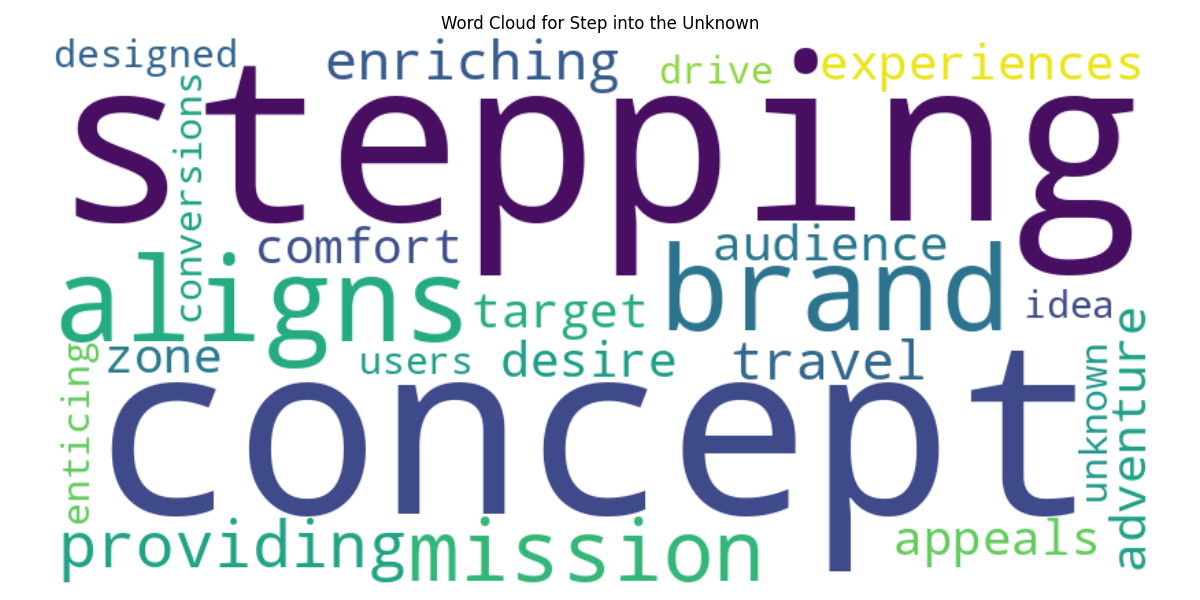 Word Cloud for Step into the Unknown
designed
enriching
drive
experiences
stepping
conversions
comfort
audience
aligns
target
brand
idea
zone
users
desire
travel
enticing
concept
unknown
adventure
providing
mission
appeals